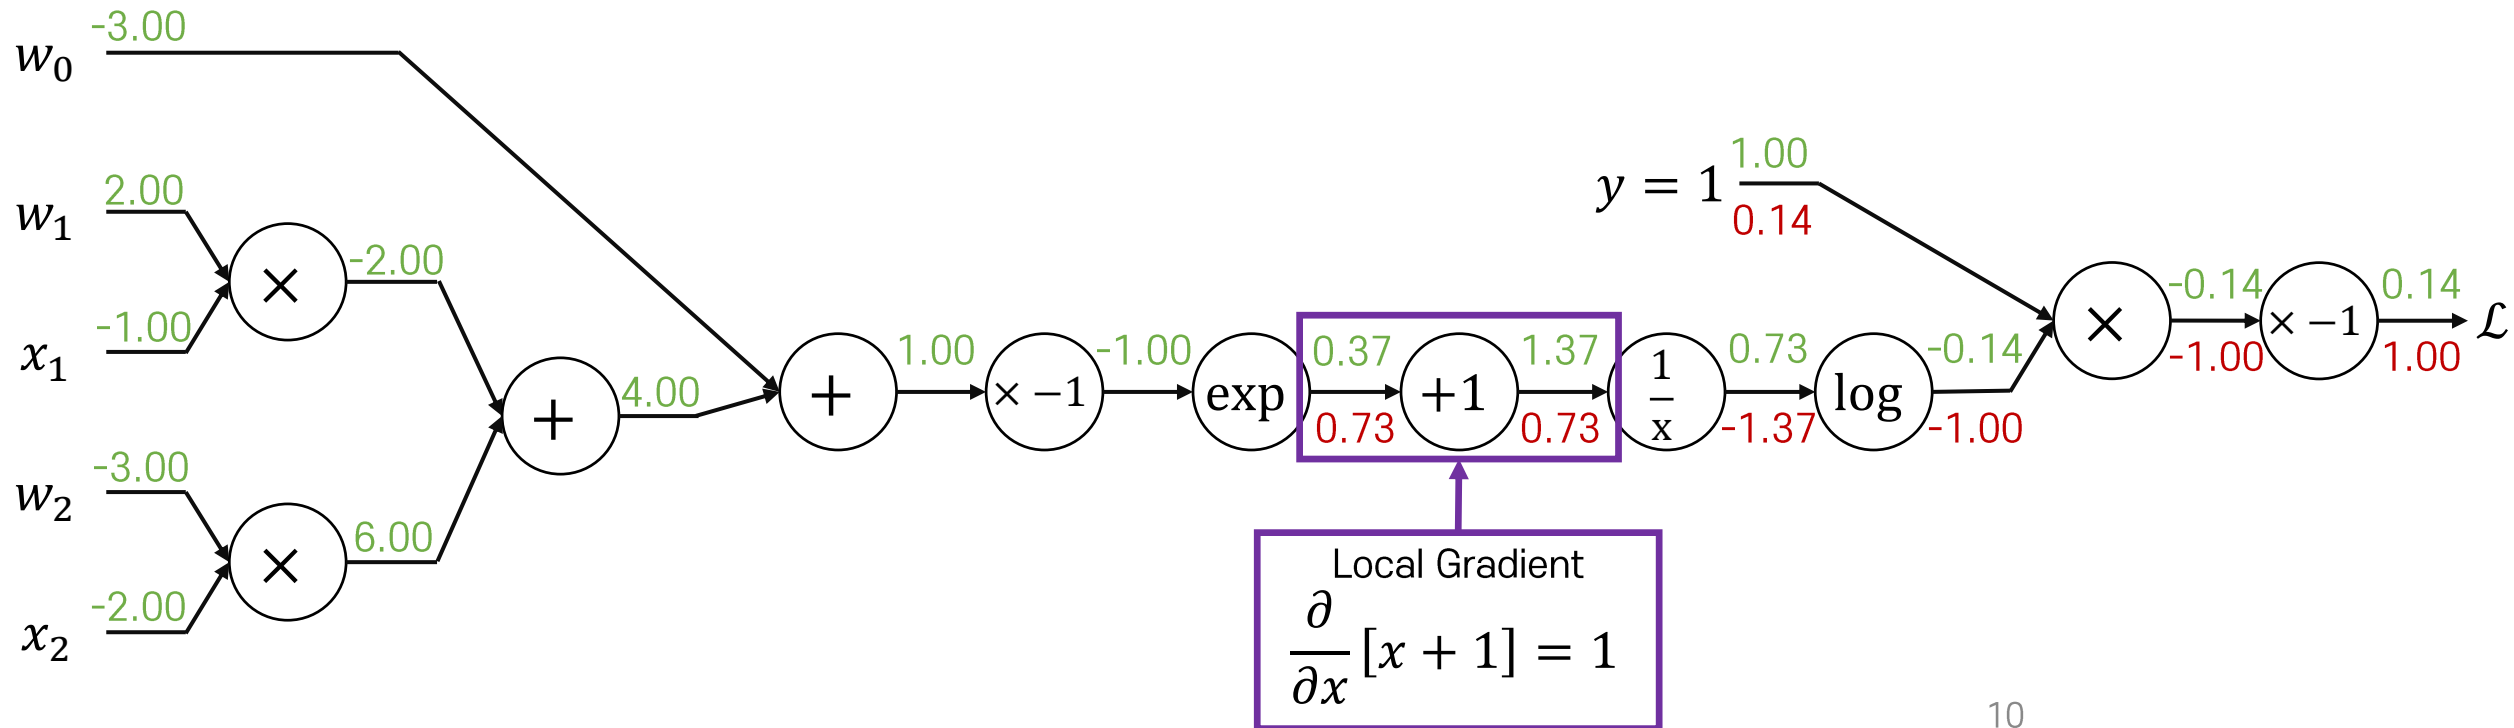 w₀ -3.00
w₁ 2.00
x₁ -1.00
w₂ -3.00
x₂ -2.00
×
-2.00
×
6.00
+
4.00
+
1.00
× −1
-1.00
exp
0.37
0.73
+1
1.37
0.73
1/x
0.73
-1.37
log
-0.14
-1.00
y = 1 1.00
0.14
×
-0.14
-1.00
× −1
0.14
1.00
ℒ
Local Gradient
∂/∂x [x + 1] = 1
10